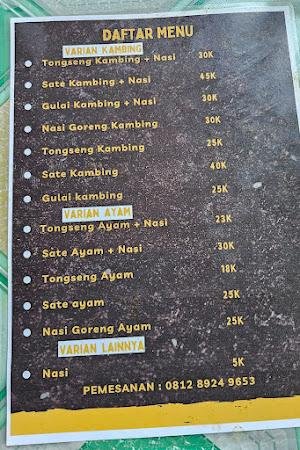 DAFTAR MENU
VARIAN KAMBING
Tongseng Kambing + Nasi 30K
Sate Kambing + Nasi 45K
Gulai Kambing + Nasi 30K
Nasi Goreng Kambing 30K
Tongseng Kambing 25K
Sate Kambing 40K
Gulai kambing 25K
VARIAN AYAM
Tongseng Ayam + Nasi 23K
Sate Ayam + Nasi 30K
Tongseng Ayam 18K
Sate ayam 25K
Nasi Goreng Ayam 25K
VARIAN LAINNYA
Nasi 5K
PEMESANAN : 0812 8924 9653